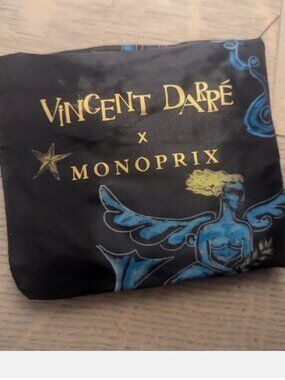 VINCENT DARRÉ
X
MONOPRIX